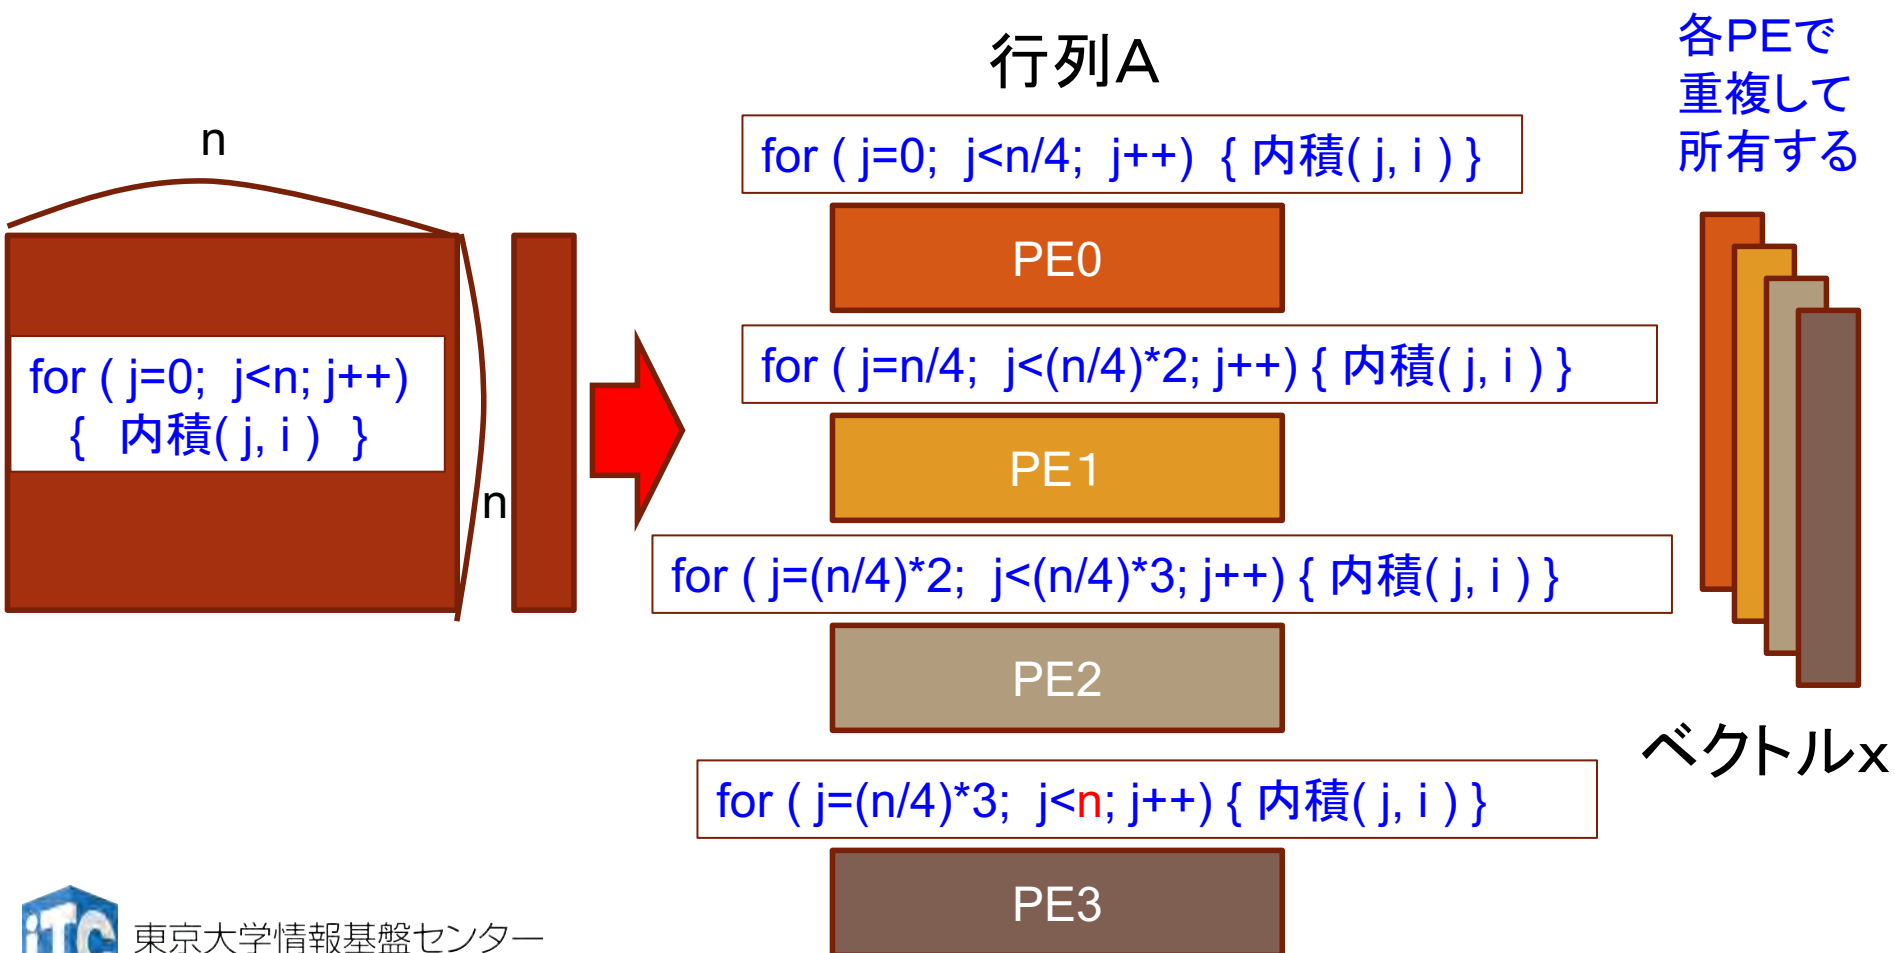 行列A
各PEで
重複して
所有する
n
for ( j=0; j<n; j++)
{ 内積( j, i ) }
n
for ( j=0; j<n/4; j++) { 内積( j, i ) }
PE0
for ( j=n/4; j<(n/4)*2; j++) { 内積( j, i ) }
PE1
for ( j=(n/4)*2; j<(n/4)*3; j++) { 内積( j, i ) }
PE2
for ( j=(n/4)*3; j<n; j++) { 内積( j, i ) }
PE3
ベクトルx
iTC
東京大学情報基盤センター